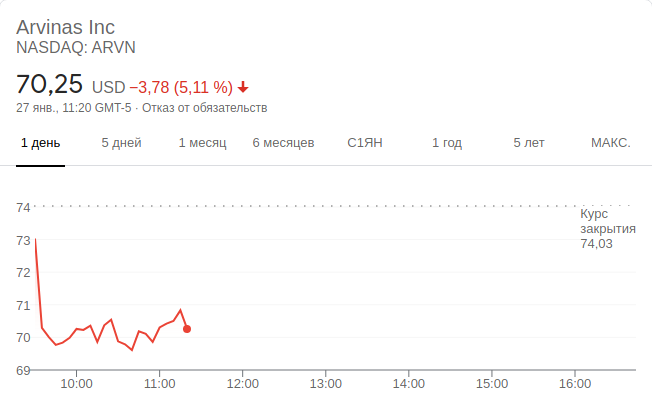 Arvinas Inc
NASDAQ: ARVN
70,25 USD −3,78 (5,11 %)
27 янв., 11:20 GMT-5 · Отказ от обязательств
1 день 5 дней 1 месяц 6 месяцев С1ЯН 1 год 5 лет МАКС.
74
Курс
закрытия
74,03
73
72
71
70
69
10:00 11:00 12:00 13:00 14:00 15:00 16:00